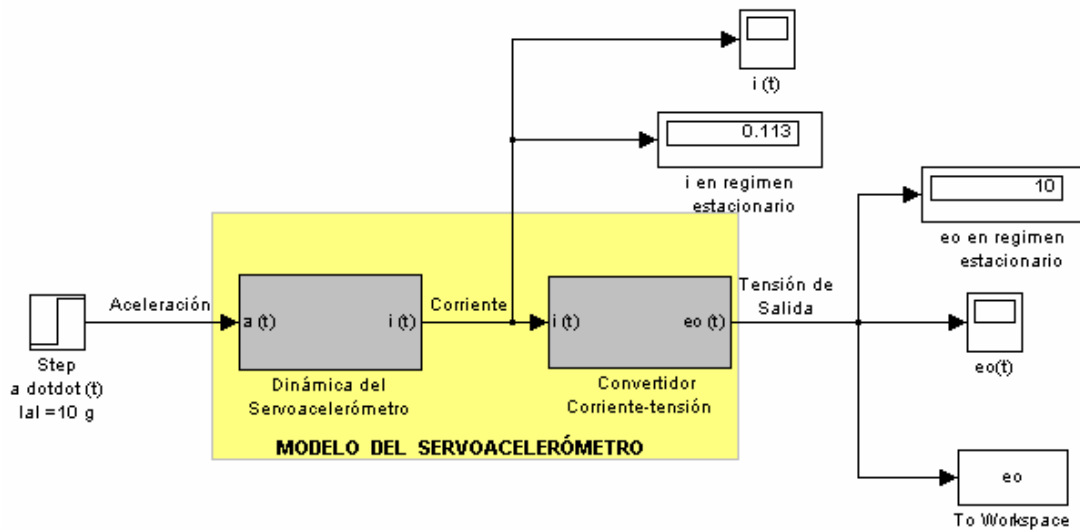 i (t)
0.113
i en regimen
estacionario
10
eo en regimen
estacionario
Aceleración
a (t)
i (t)
Corriente
i (t)
eo (t)
Tensión de
Salida
Step
a dotdot (t)
lal =10 g
Dinámica del
Servoacelerómetro
Convertidor
Corriente-tensión
eo(t)
MODELO DEL SERVOACELERÓMETRO
eo
To Workspace